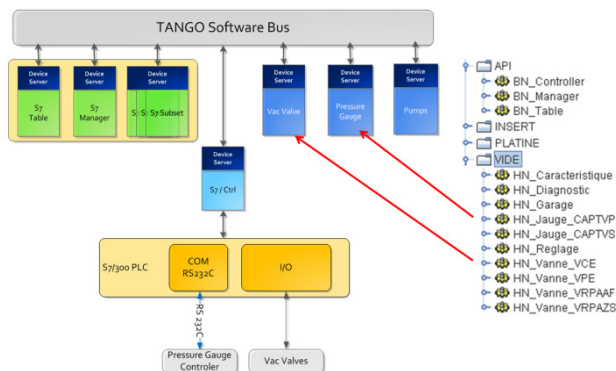 TANGO Software Bus
Device
Server
S7
Table
Device
Server
S7
Manager
Device
Server
S S S7 Subset
Device
Server
Vac Valve
Device
Server
Pressure
Gauge
Device
Server
Pumps
Device
Server
S7 / Ctrl
S7/300 PLC
COM
RS232C
I/O
RS 232C
Pressure Gauge
Controler
Vac Valves
API
BN_Controller
BN_Manager
BN_Table
INSERT
PLATINE
VIDE
HN_Caracteristique
HN_Diagnostic
HN_Garage
HN_Jauge_CAPTVP
HN_Jauge_CAPTVS
HN_Reglage
HN_Vanne_VCE
HN_Vanne_VPE
HN_Vanne_VRPAAF
HN_Vanne_VRPAZS